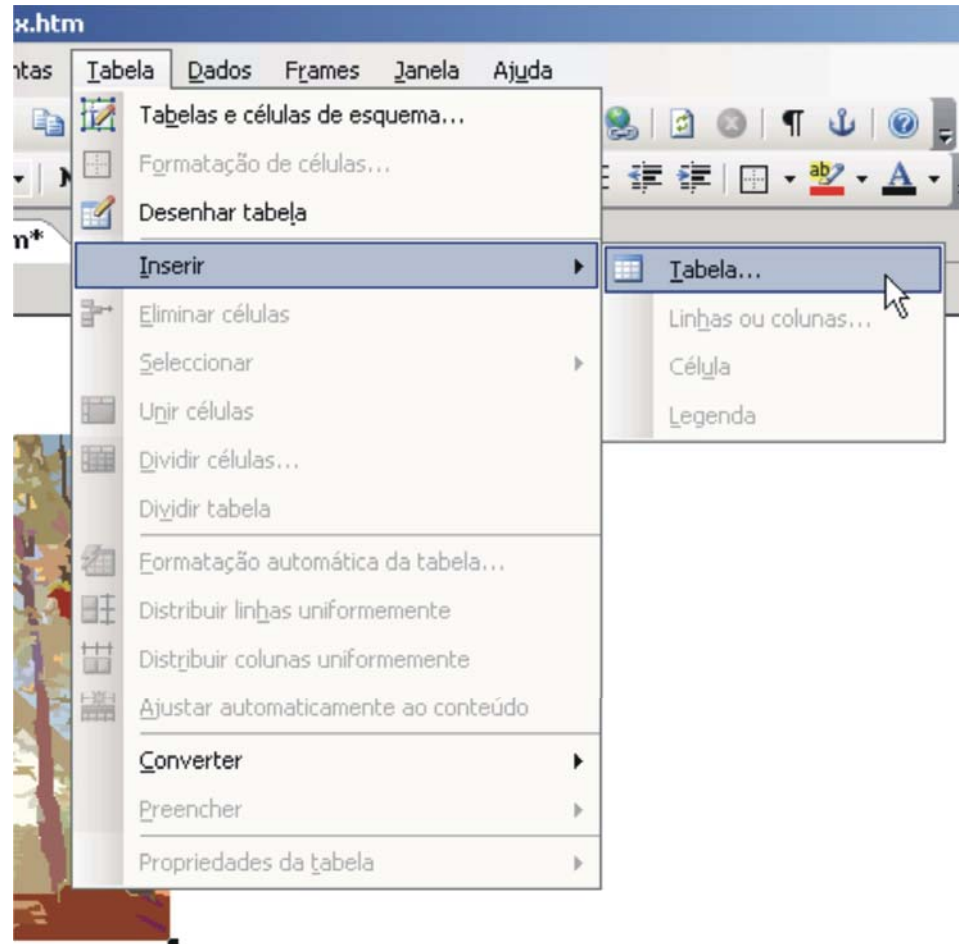 x.htm
ntas Tabela Dados Frames Janela Ajuda
Tabelas e células de esquema...
Formatação de células...
Desenhar tabela
m*
Inserir
Tabela...
Eliminar células
Linhas ou colunas...
Seleccionar
Célula
Unir células
Legenda
Dividir células...
Dividir tabela
Formatação automática da tabela...
Distribuir linhas uniformemente
Distribuir colunas uniformemente
Ajustar automaticamente ao conteúdo
Converter
Preencher
Propriedades da tabela